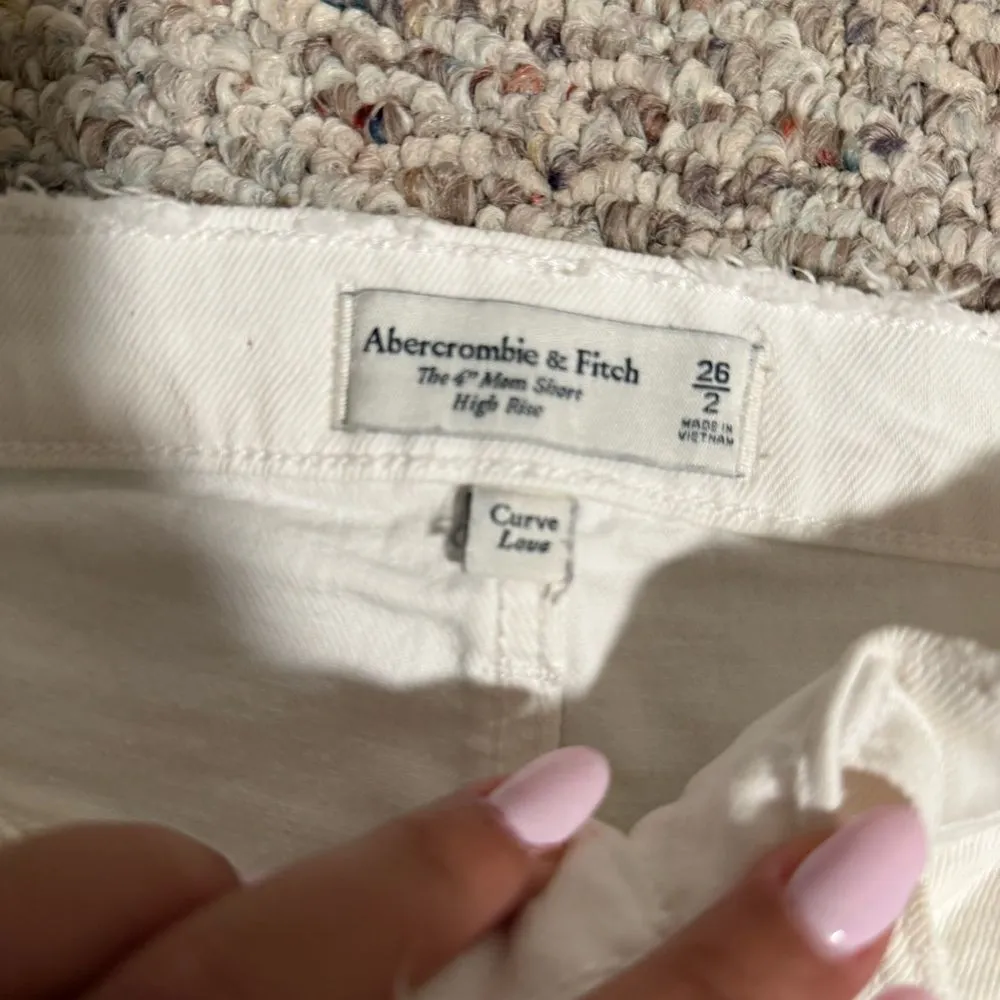 Abercrombie & Fitch
The 4" Mom Short
High Rise
26
2
MADE IN
VIETNAM
Curve
Love